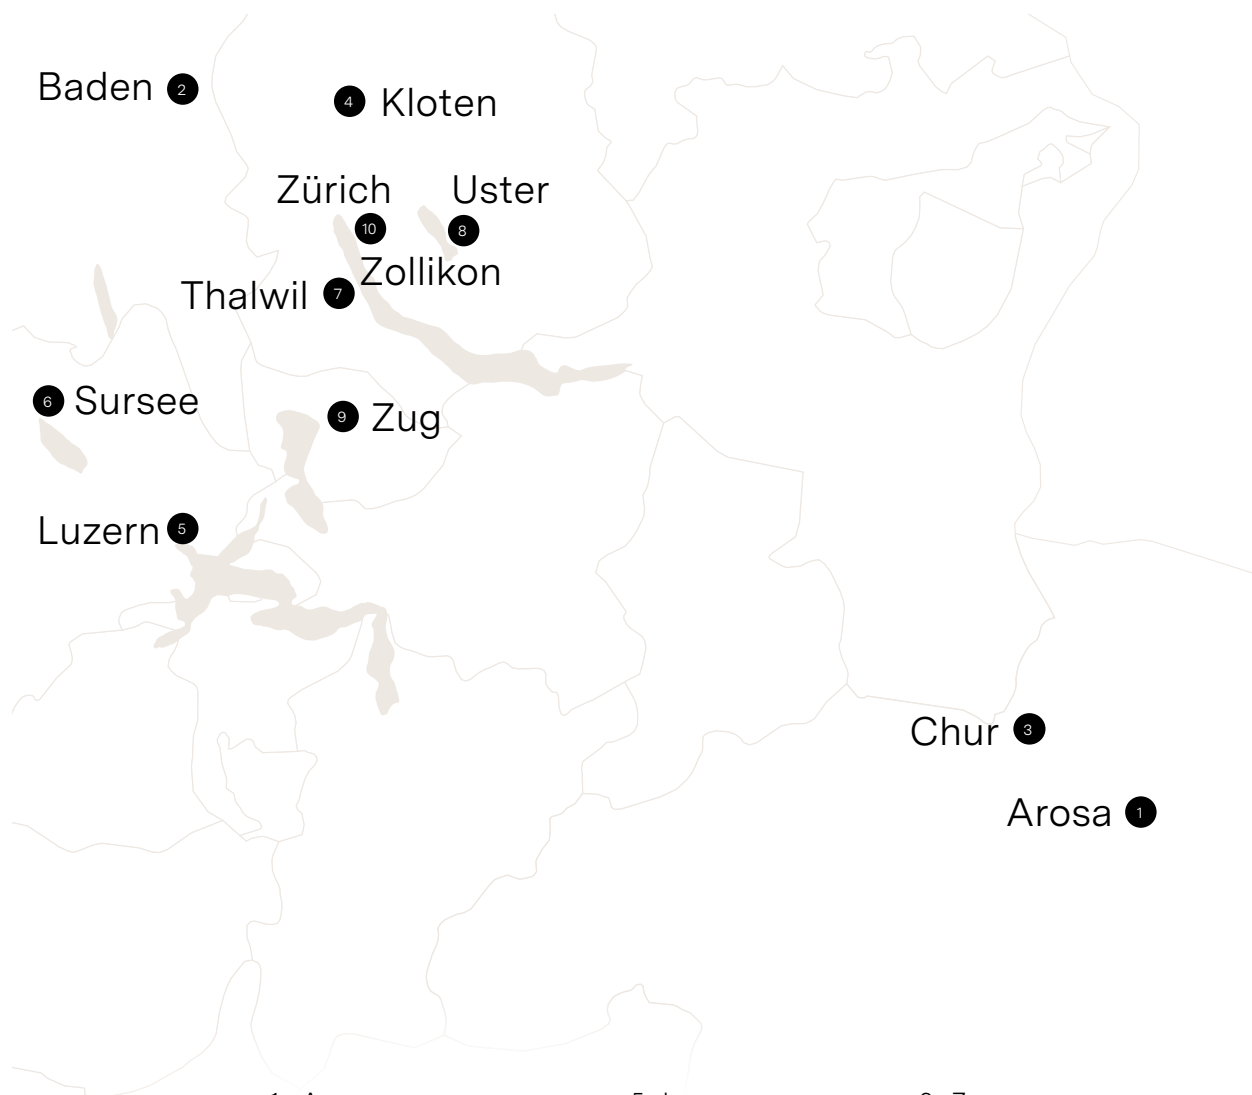 Baden 2
4 Kloten
Zürich
Uster
10
8
Zollikon
Thalwil 7
6 Sursee
9 Zug
Luzern 5
Chur 3
Arosa 1